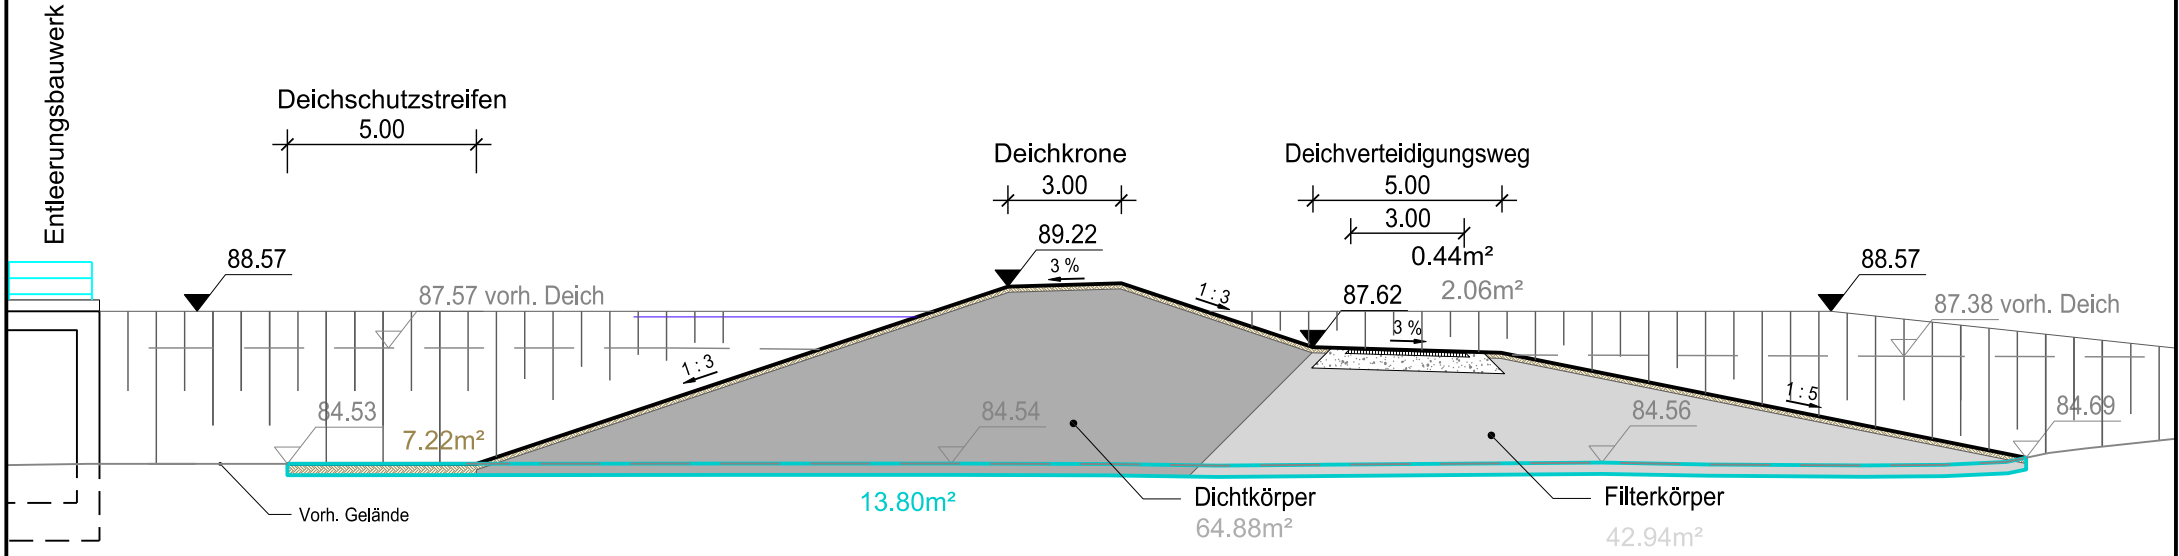 Entleerungsbauwerk
Deichschutzstreifen
5.00
Deichkrone
3.00
Deichverteidigungsweg
5.00
3.00
0.44m²
2.06m²
88.57
87.57 vorh. Deich
89.22
3 %
1 : 3
87.62
3 %
88.57
87.38 vorh. Deich
1 : 3
84.53
7.22m²
84.54
84.56
1 : 5
84.69
Vorh. Gelände
13.80m²
Dichtkörper
64.88m²
Filterkörper
42.94m²